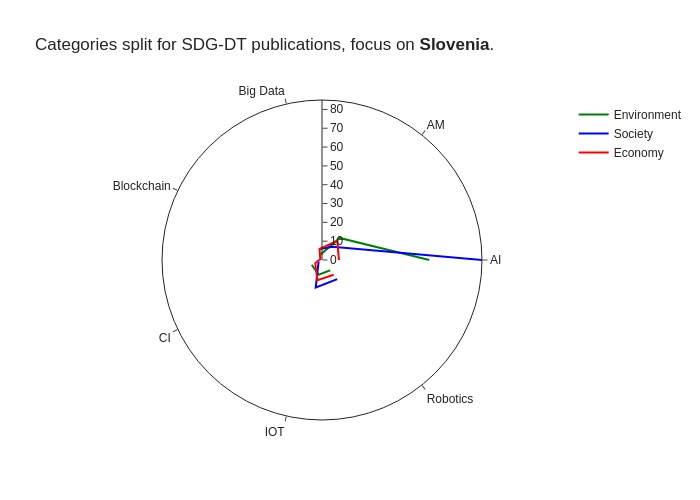 Categories split for SDG-DT publications, focus on Slovenia.
Big Data
AM
Blockchain
AI
CI
Robotics
IOT
80
70
60
50
40
30
20
10
0
Environment
Society
Economy